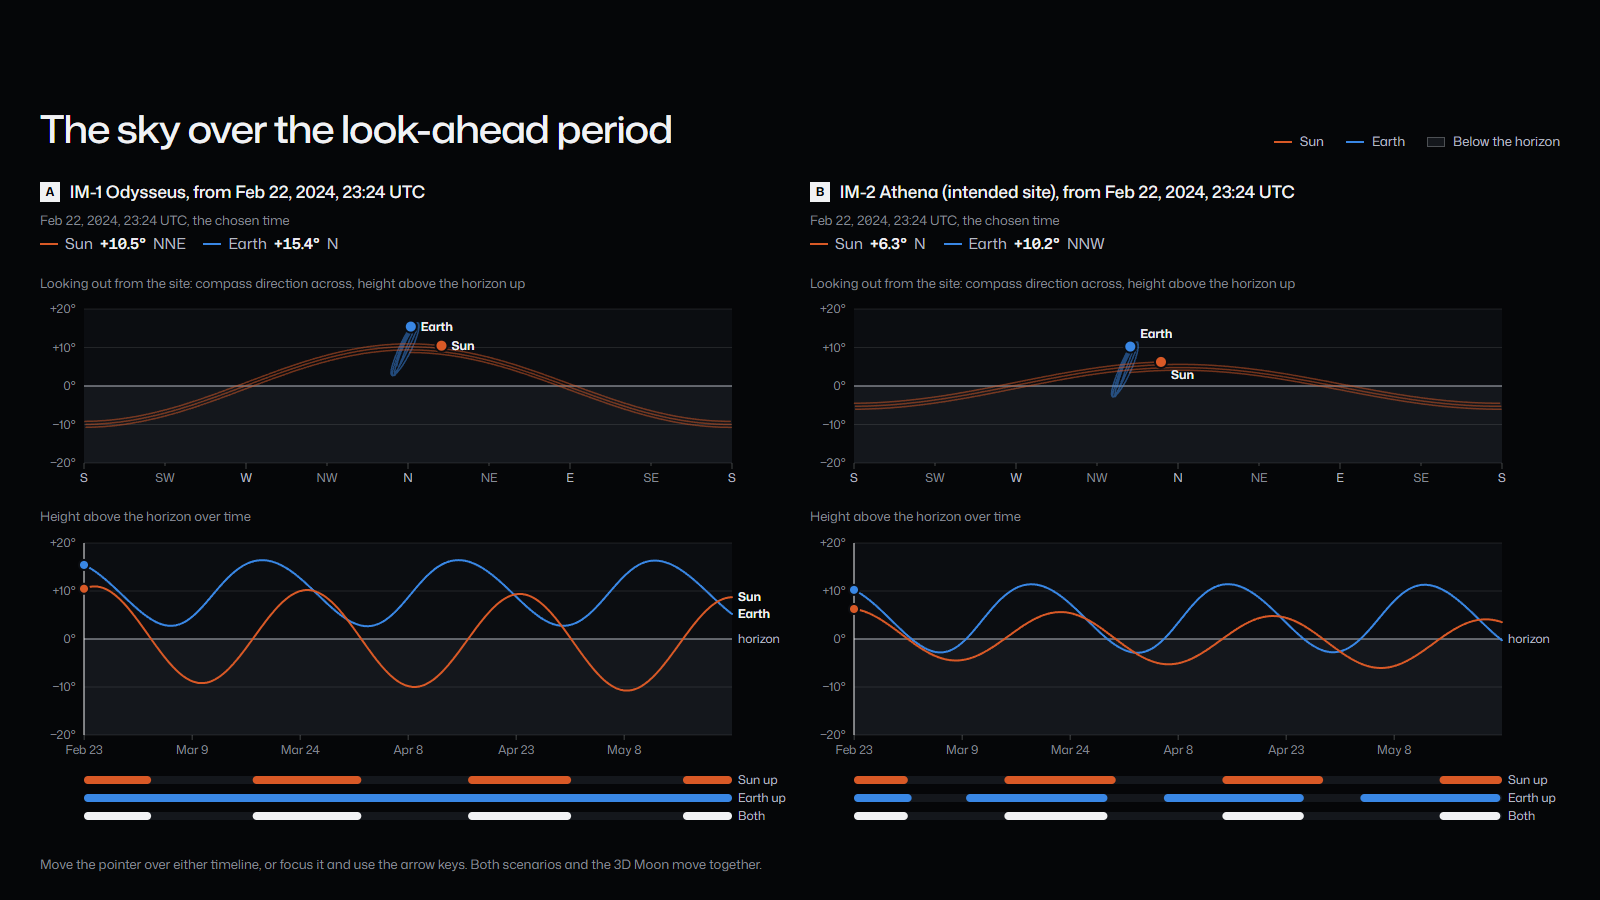 The sky over the look-ahead period
Sun Earth Below the horizon
A IM-1 Odysseus, from Feb 22, 2024, 23:24 UTC
Feb 22, 2024, 23:24 UTC, the chosen time
Sun +10.5° NNE Earth +15.4° N
Looking out from the site: compass direction across, height above the horizon up
+20°
+10°
0°
−10°
−20°
Earth
Sun
S SW W NW N NE E SE S
Height above the horizon over time
+20°
+10°
0°
−10°
−20°
Sun
Earth
horizon
Feb 23 Mar 9 Mar 24 Apr 8 Apr 23 May 8
Sun up
Earth up
Both
B IM-2 Athena (intended site), from Feb 22, 2024, 23:24 UTC
Feb 22, 2024, 23:24 UTC, the chosen time
Sun +6.3° N Earth +10.2° NNW
Looking out from the site: compass direction across, height above the horizon up
+20°
+10°
0°
−10°
−20°
Earth
Sun
S SW W NW N NE E SE S
Height above the horizon over time
+20°
+10°
0°
−10°
−20°
horizon
Feb 23 Mar 9 Mar 24 Apr 8 Apr 23 May 8
Sun up
Earth up
Both
Move the pointer over either timeline, or focus it and use the arrow keys. Both scenarios and the 3D Moon move together.